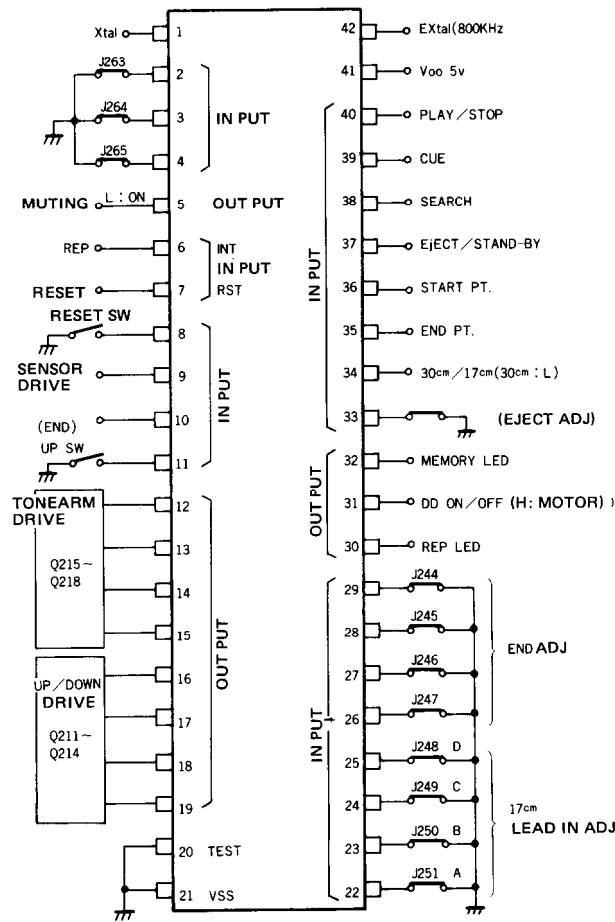 Xtal 1 42 EXtal(800KHz
J263 2 41 Voo 5v
J264 3 IN PUT 40 PLAY/STOP
J265 4 39 CUE
MUTING L : ON 5 OUT PUT 38 SEARCH
REP 6 INT 37 EjECT/STAND-BY
IN PUT
RESET 7 RST 36 START PT.
RESET SW 8 35 END PT.
SENSOR DRIVE 9 34 30cm/17cm(30cm : L)
IN PUT
IN PUT
(END) 10 33 (EJECT ADJ)
UP SW 11 32 MEMORY LED
TONEARM DRIVE 12 31 DD ON/OFF (H: MOTOR) )
OUT PUT
13 30 REP LED
Q215~
Q218
14 29 J244
15 28 J245
OUT PUT
END ADJ
UP/DOWN DRIVE 16 27 J246
17 26 J247
Q211~
Q214
IN PUT
18 25 J248 D
19 24 J249 C
17cm
LEAD IN ADJ
20 TEST 23 J250 B
21 VSS 22 J251 A